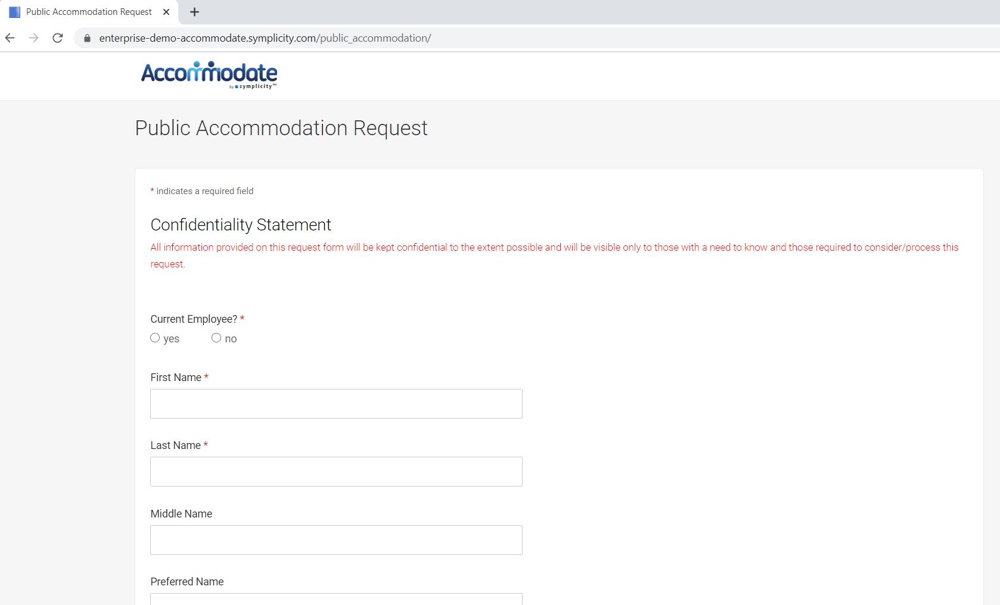 Public Accommodation Request
enterprise-demo-accommodate.symplicity.com/public_accommodation/
Accommodate
by symplicity™
Public Accommodation Request
* indicates a required field
Confidentiality Statement
All information provided on this request form will be kept confidential to the extent possible and will be visible only to those with a need to know and those required to consider/process this
request.
Current Employee? *
yes no
First Name *
Last Name *
Middle Name
Preferred Name